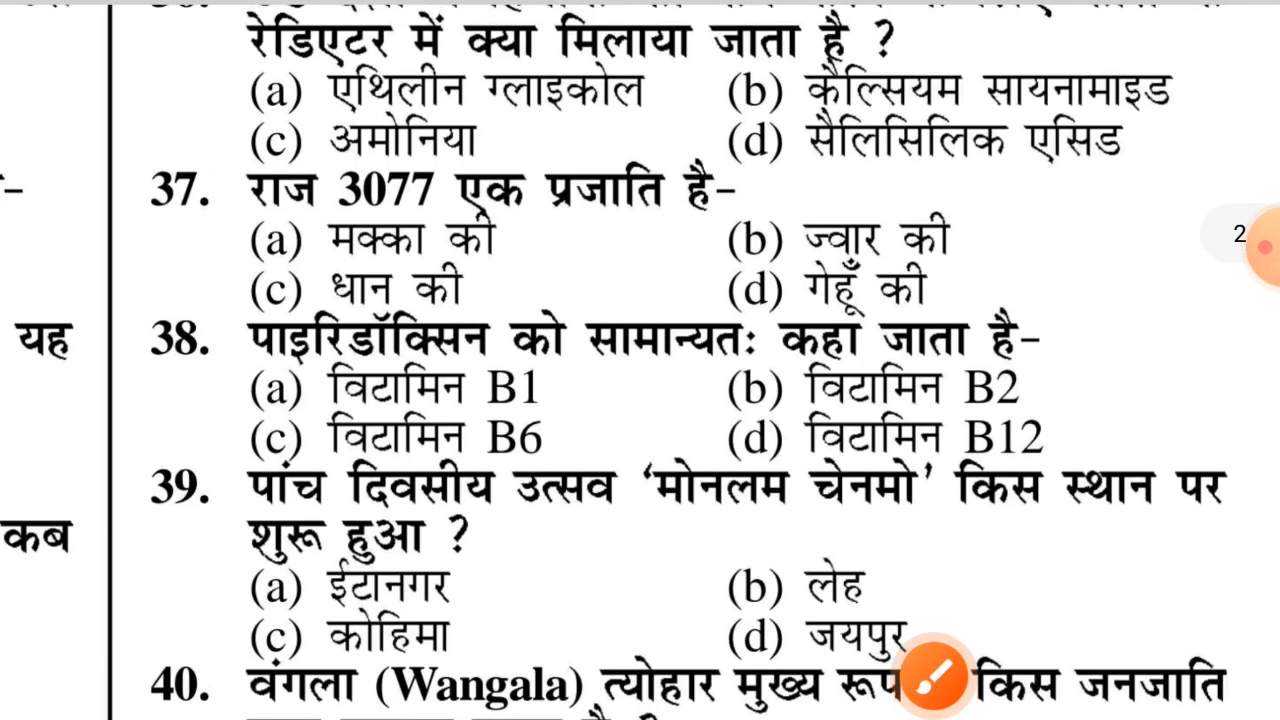 रेडिएटर में क्या मिलाया जाता है ?
(a) एथिलीन ग्लाइकोल (b) कैल्सियम सायनामाइड
(c) अमोनिया (d) सैलिसिलिक एसिड
37. राज 3077 एक प्रजाति है–
(a) मक्का की (b) ज्वार की
(c) धान की (d) गेहूँ की
38. पाइरिडॉक्सिन को सामान्यतः कहा जाता है–
(a) विटामिन B1 (b) विटामिन B2
(c) विटामिन B6 (d) विटामिन B12
39. पांच दिवसीय उत्सव ‘मोनलम चेनमो’ किस स्थान पर
शुरू हुआ ?
(a) ईटानगर (b) लेह
(c) कोहिमा (d) जयपुर
40. वंगला (Wangala) त्योहार मुख्य रूप किस जनजाति
यह
कब
2